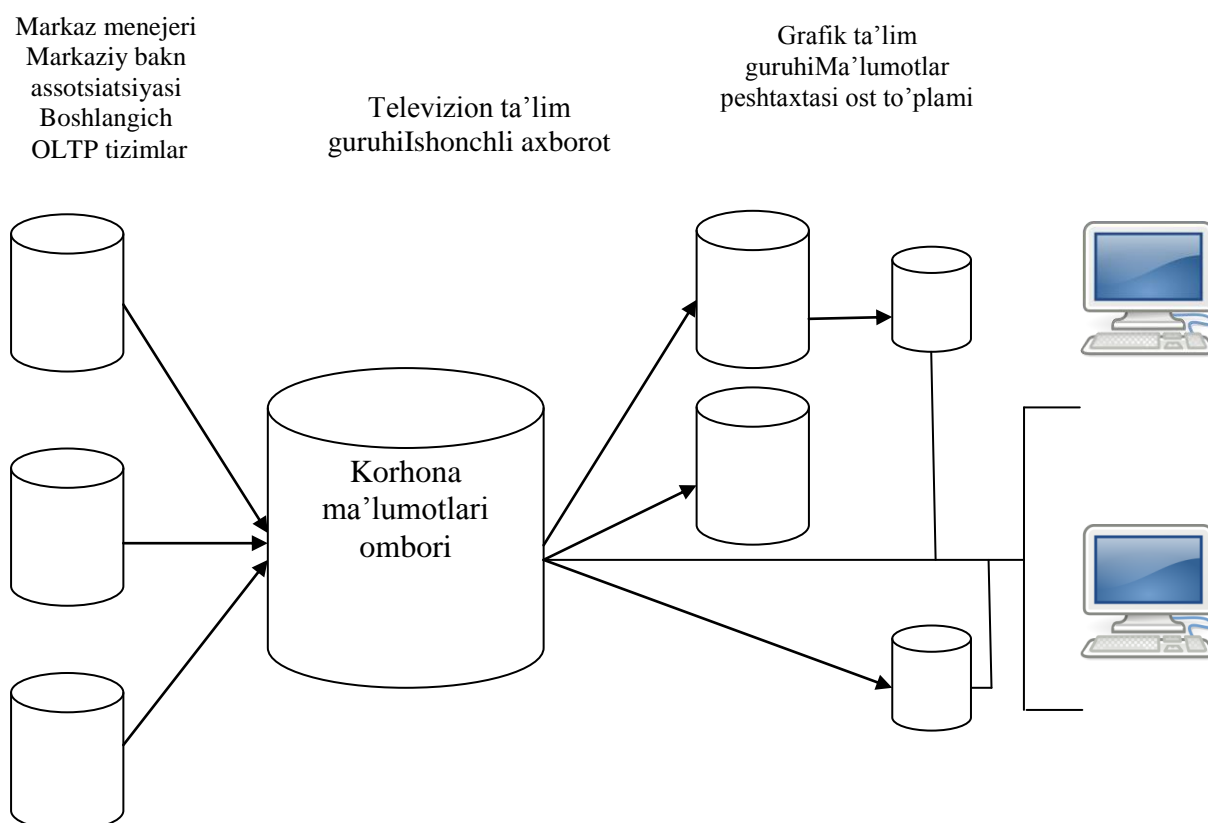 Markaz menejeri
Markaziy bakn
assotsiatsiyasi
Boshlangich
OLTP tizimlar
Televizion ta’lim
guruhiIshonchli axborot
Grafik ta’lim
guruhiMa’lumotlar
peshtaxtasi ost to’plami
Korhona
ma’lumotlari
ombori